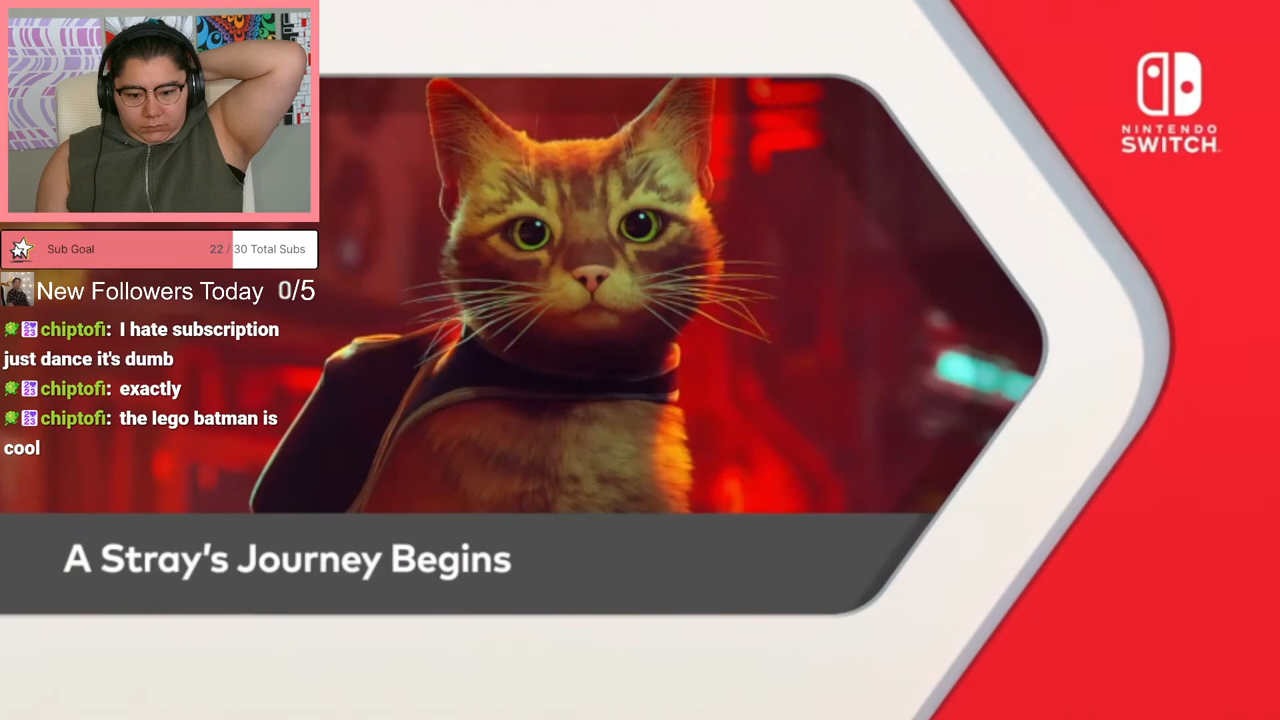 NINTENDO
SWITCH
Sub Goal 22 / 30 Total Subs
New Followers Today 0/5
chiptofi: I hate subscription
just dance it's dumb
chiptofi: exactly
chiptofi: the lego batman is
cool
A Stray's Journey Begins